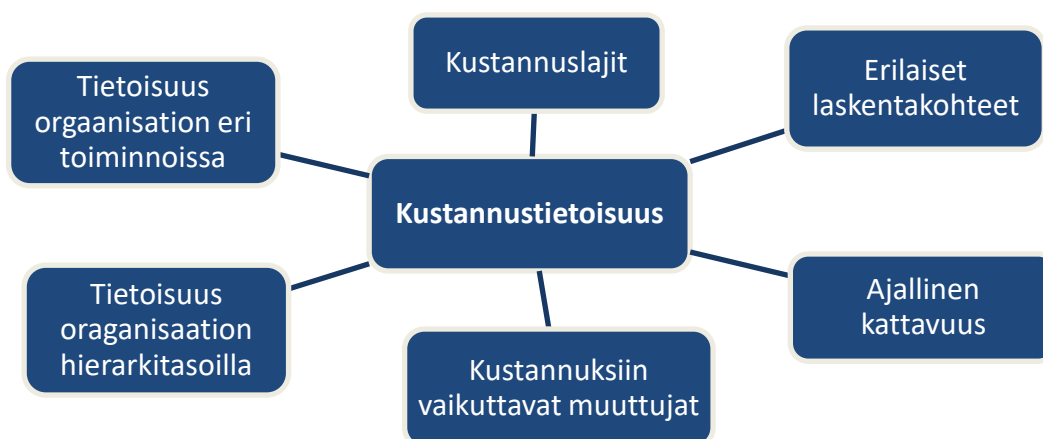 Kustannuslajit
Erilaiset
laskentakohteet
Tietoisuus
orgaanisation eri
toiminnoissa
Kustannustietoisuus
Tietoisuus
oraganisaation
hierarkitasoilla
Ajallinen
kattavuus
Kustannuksiin
vaikuttavat muuttujat